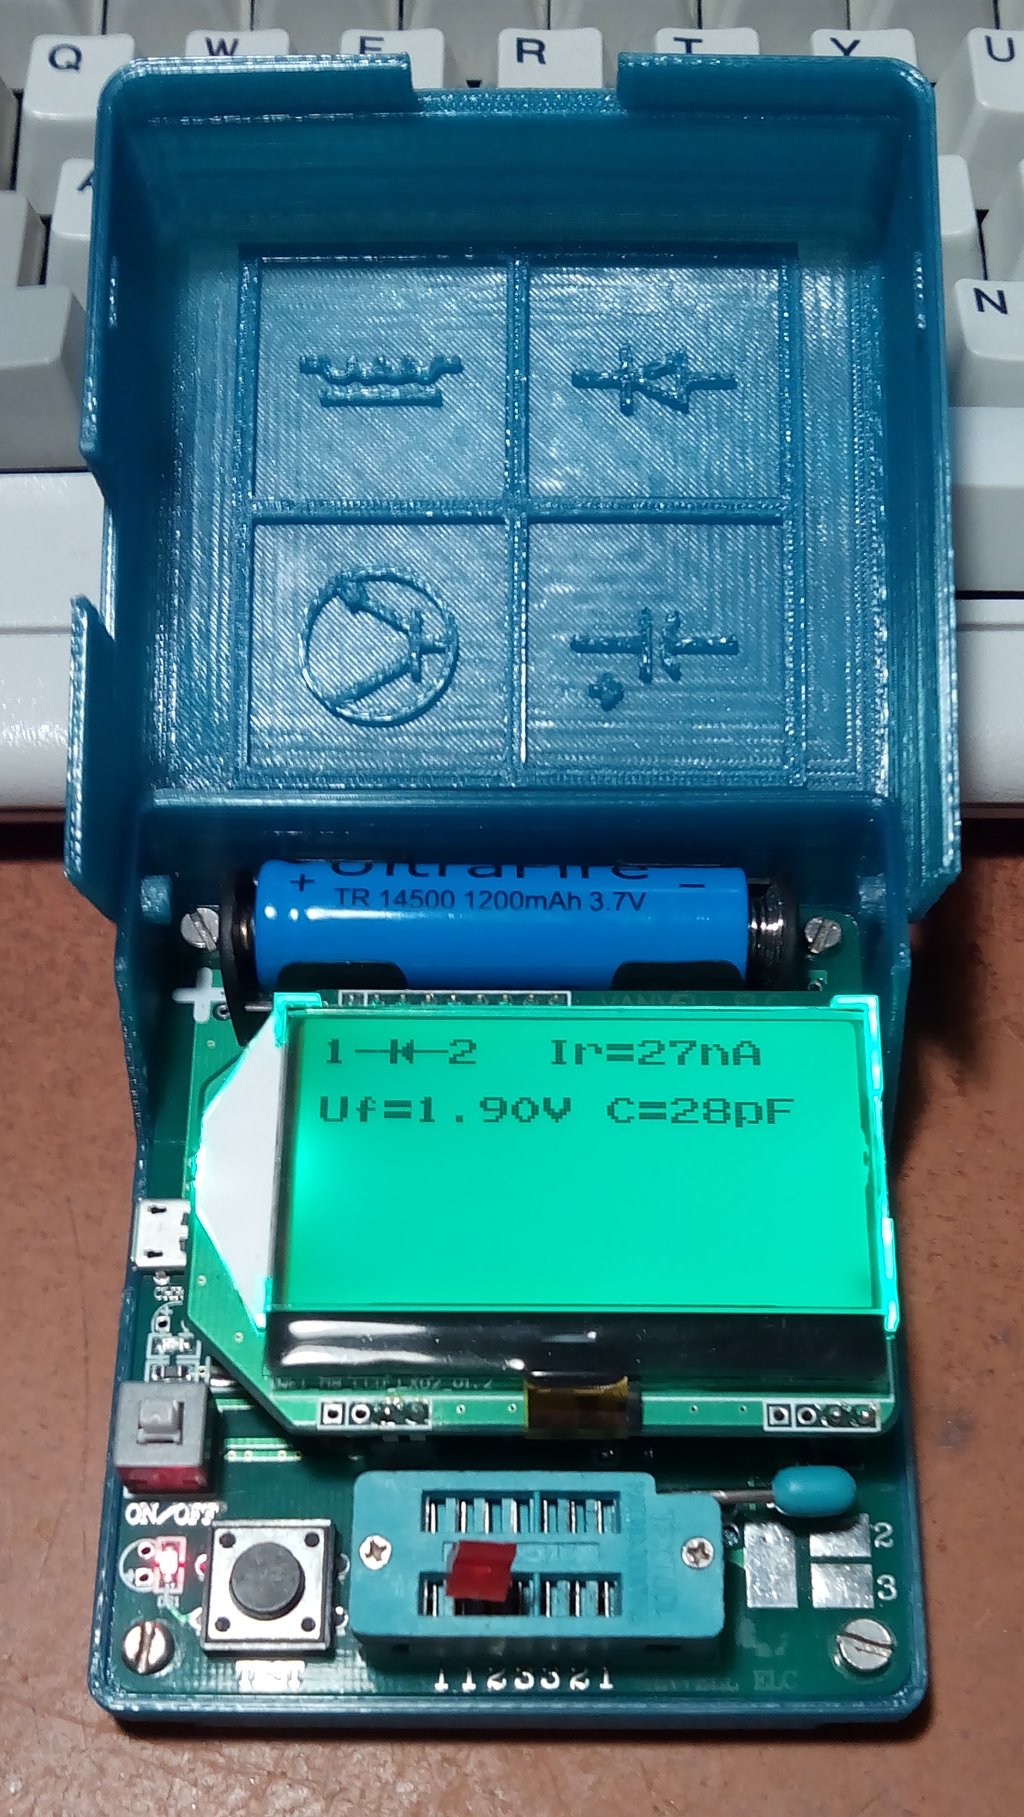 Q W E R T Y U
A
N
UltraFire
+ TR 14500 1200mAh 3.7V −
+
1 2 Ir=27nA
Uf=1.90V C=28pF
ON/OFF
2
3
TEST
1123321
ELC